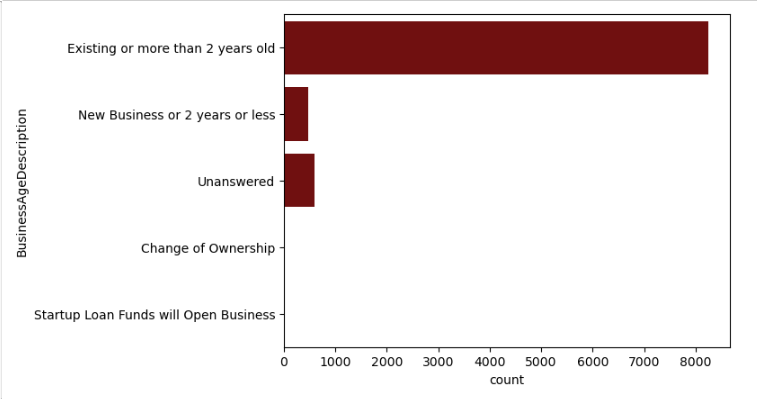 BusinessAgeDescription
Existing or more than 2 years old
New Business or 2 years or less
Unanswered
Change of Ownership
Startup Loan Funds will Open Business
0 1000 2000 3000 4000 5000 6000 7000 8000
count